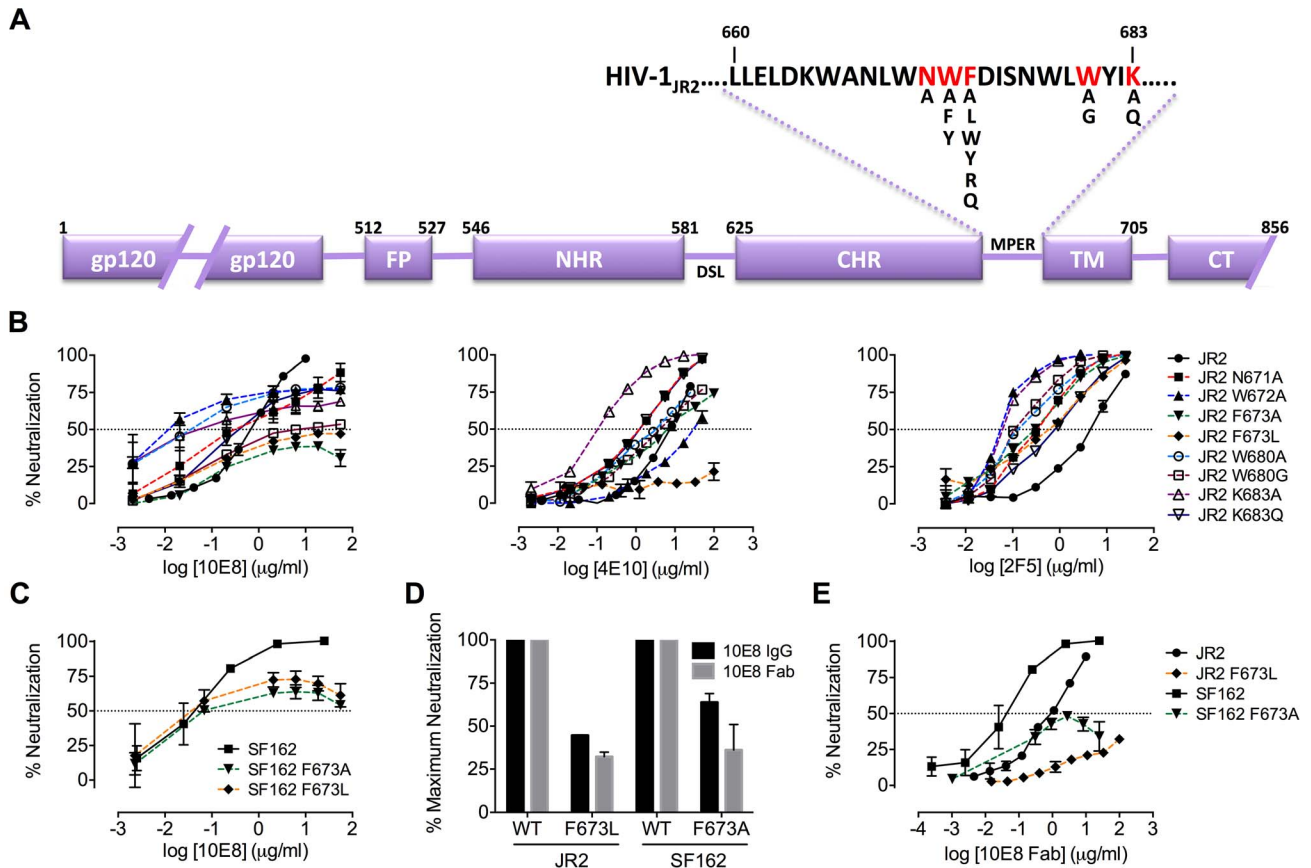 A
660
683
HIV-1JR2.....LLELDKWANLWNWFDISNWLWYIK.....
A A A A A
F L G Q
Y W
Y
R
Q
1
512
527
546
581
625
MPER
705
856
gp120
gp120
FP
NHR
DSL
CHR
TM
CT
B
% Neutralization
100
75
50
25
0
-3 -2 -1 0 1 2
log [10E8] (μg/ml)
100
75
50
25
0
-3 -2 -1 0 1 2 3
log [4E10] (μg/ml)
100
75
50
25
0
-3 -2 -1 0 1 2
log [2F5] (μg/ml)
JR2
JR2 N671A
JR2 W672A
JR2 F673A
JR2 F673L
JR2 W680A
JR2 W680G
JR2 K683A
JR2 K683Q
C
% Neutralization
100
75
50
25
0
SF162
SF162 F673A
SF162 F673L
-3 -2 -1 0 1 2
log [10E8] (μg/ml)
D
% Maximum Neutralization
100
75
50
25
0
10E8 IgG
10E8 Fab
WT F673L WT F673A
JR2 SF162
E
% Neutralization
100
75
50
25
0
-4 -3 -2 -1 0 1 2 3
log [10E8 Fab] (μg/ml)
JR2
JR2 F673L
SF162
SF162 F673A